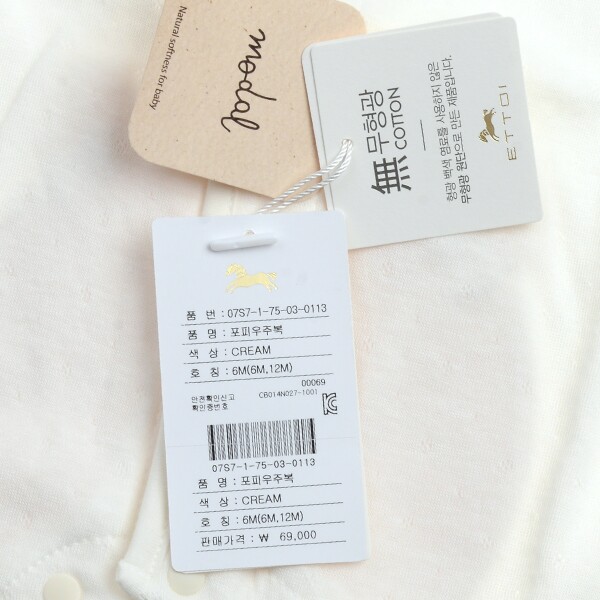 modal
Natural softness for baby
無
무형광
COTTON
형광 백색 염료를 사용하지 않은
무형광 원단으로 만든 제품입니다.
ETTOI
품 번 : 07S7-1-75-03-0113
품 명 : 포피우주복
색 상 : CREAM
호 칭 : 6M(6M,12M)
00069
안전확인신고
확인증번호
CB014N027-1001
07S7-1-75-03-0113
품 명 : 포피우주복
색 상 : CREAM
호 칭 : 6M(6M,12M)
판매가격 : ₩ 69,000